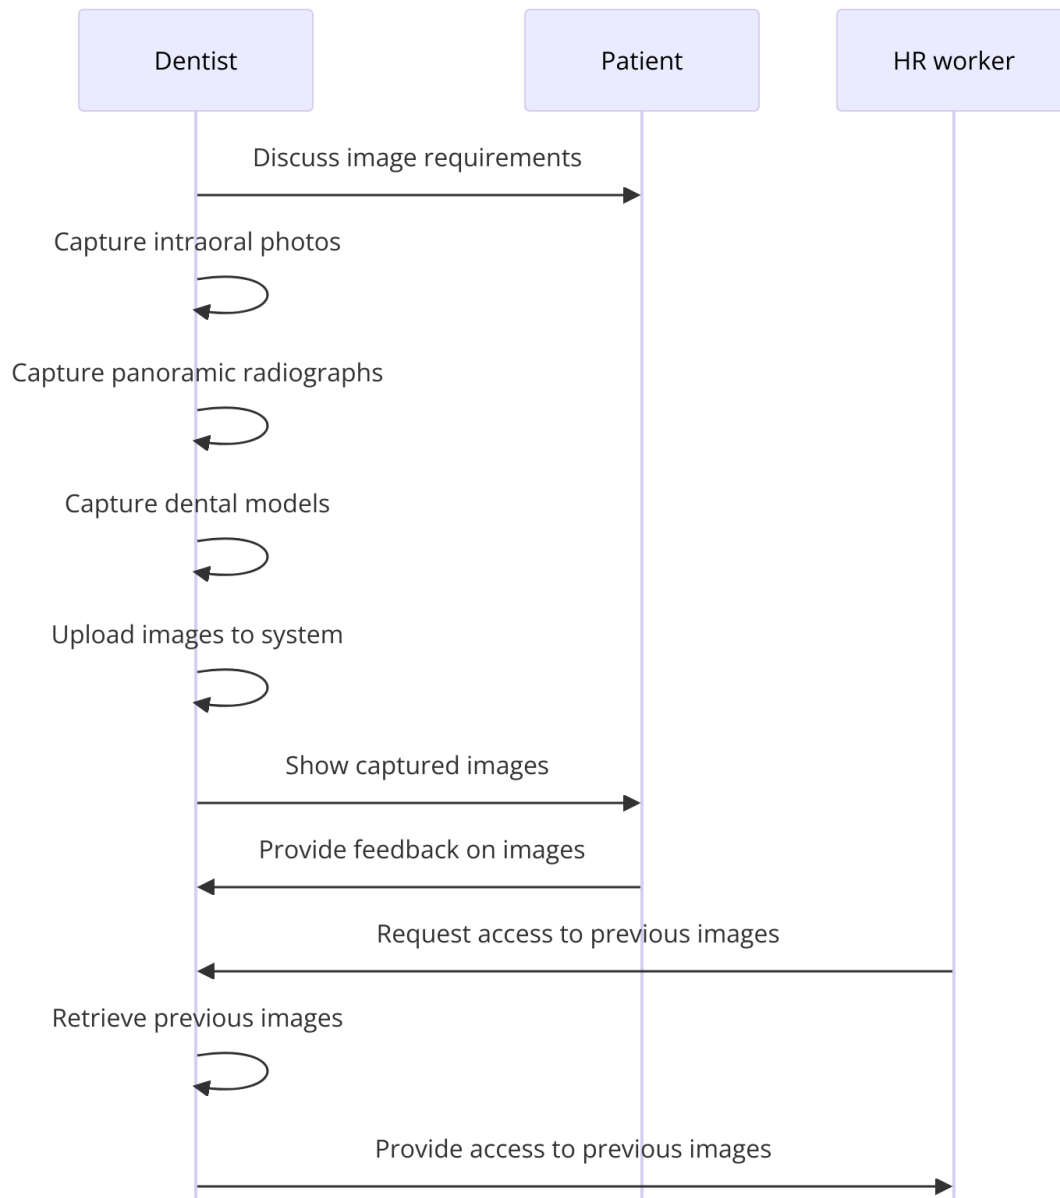 Dentist
Patient
HR worker
Discuss image requirements
Capture intraoral photos
Capture panoramic radiographs
Capture dental models
Upload images to system
Show captured images
Provide feedback on images
Request access to previous images
Retrieve previous images
Provide access to previous images